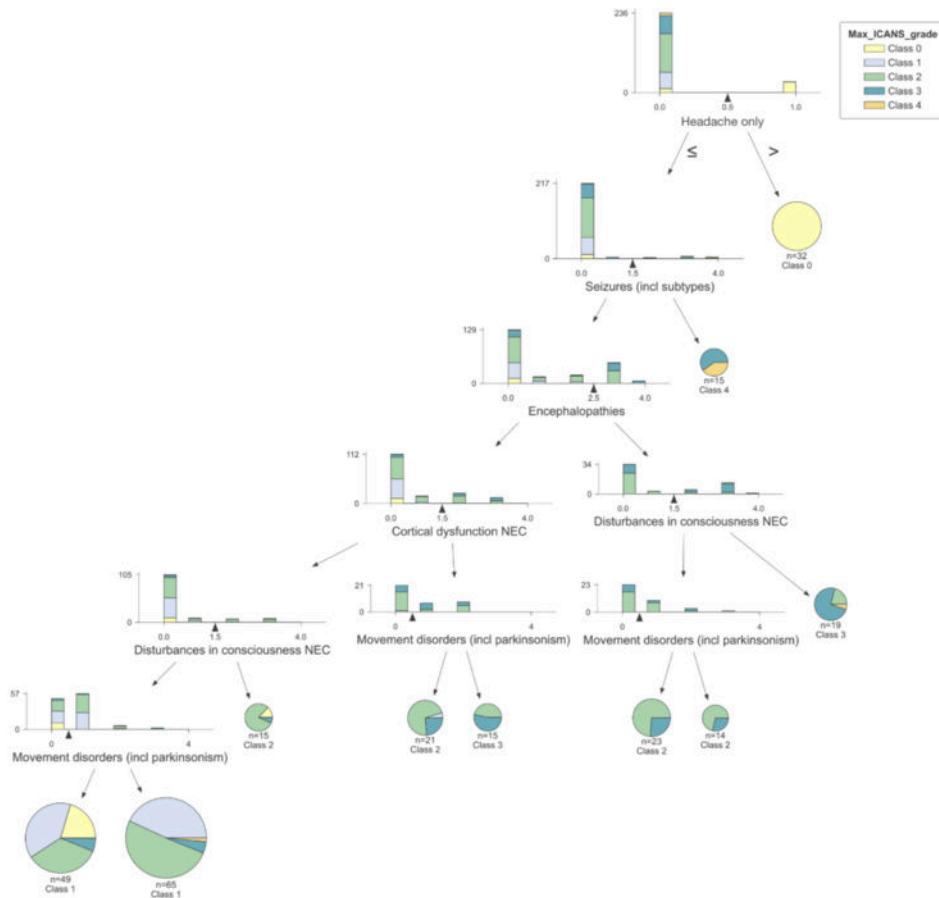 236
0
0.0 0.5 1.0
Headache only
Max_ICANS_grade
Class 0
Class 1
Class 2
Class 3
Class 4
≤ >
217
0
0.0 1.5 4.0
Seizures (incl subtypes)
n=32
Class 0
129
0
0.0 2.5 4.0
Encephalopathies
n=15
Class 4
112
0
0.0 1.5 4.0
Cortical dysfunction NEC
34
0
0.0 1.5 4.0
Disturbances in consciousness NEC
105
0
0.0 1.5 4.0
Disturbances in consciousness NEC
21
0
0 4
Movement disorders (incl parkinsonism)
23
0
0 4
Movement disorders (incl parkinsonism)
n=19
Class 3
57
0
0 4
Movement disorders (incl parkinsonism)
n=15
Class 2
n=21
Class 2
n=15
Class 3
n=23
Class 2
n=14
Class 2
n=49
Class 1
n=65
Class 1